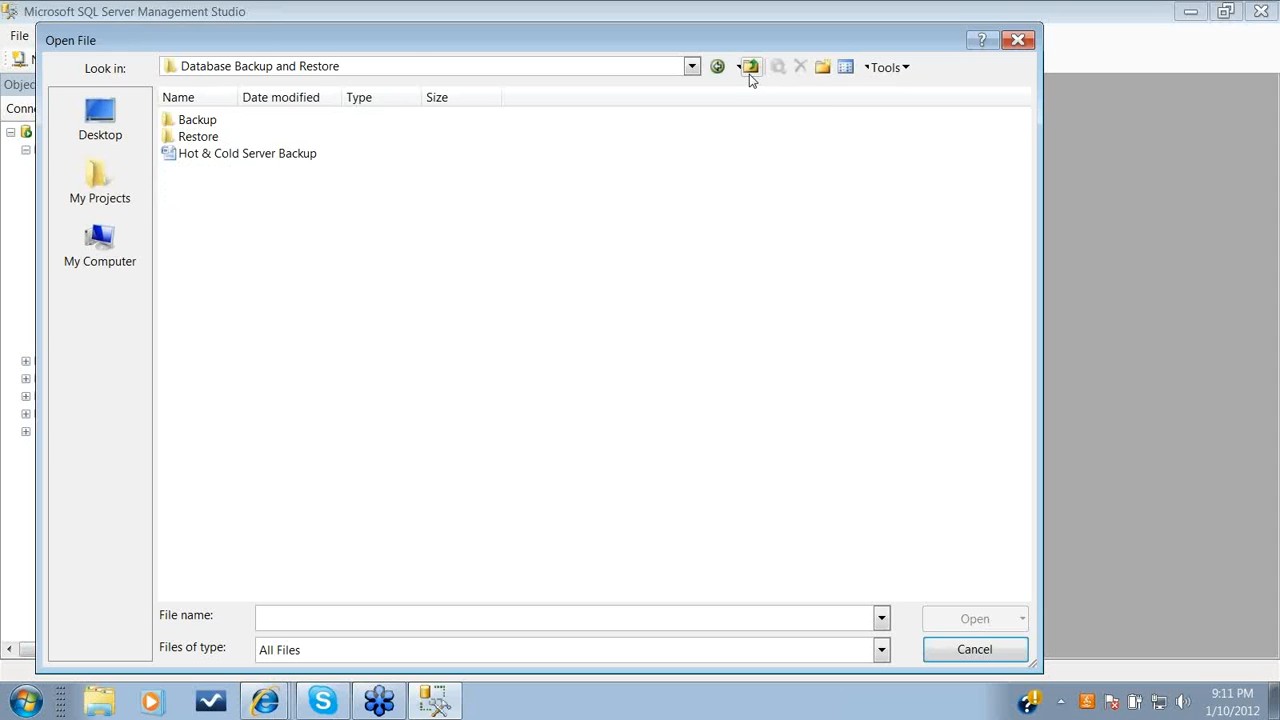 Microsoft SQL Server Management Studio
File
Open File
Look in:
Database Backup and Restore
Tools
Objec
Conne
Name
Date modified
Type
Size
Desktop
My Projects
My Computer
Backup
Restore
Hot & Cold Server Backup
File name:
Open
Files of type:
All Files
Cancel
9:11 PM
1/10/2012